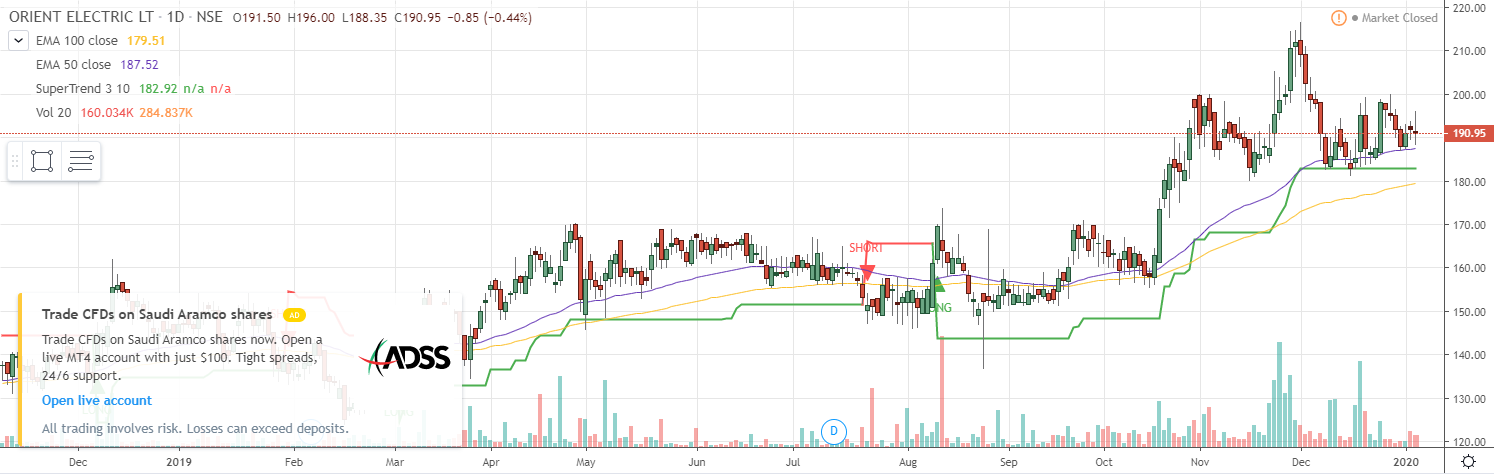 ORIENT ELECTRIC LT · 1D · NSE O191.50 H196.00 L188.35 C190.95 −0.85 (−0.44%)
Market Closed
EMA 100 close 179.51
EMA 50 close 187.52
SuperTrend 3 10 182.92 n/a n/a
Vol 20 160.034K 284.837K
220.00
210.00
200.00
190.95
180.00
170.00
160.00
150.00
140.00
130.00
120.00
SHORT
NG
Trade CFDs on Saudi Aramco shares AD
Trade CFDs on Saudi Aramco shares now. Open a
live MT4 account with just $100. Tight spreads,
24/6 support.
ADSS
Open live account
All trading involves risk. Losses can exceed deposits.
D
Dec 2019 Feb Mar Apr May Jun Jul Aug Sep Oct Nov Dec 2020